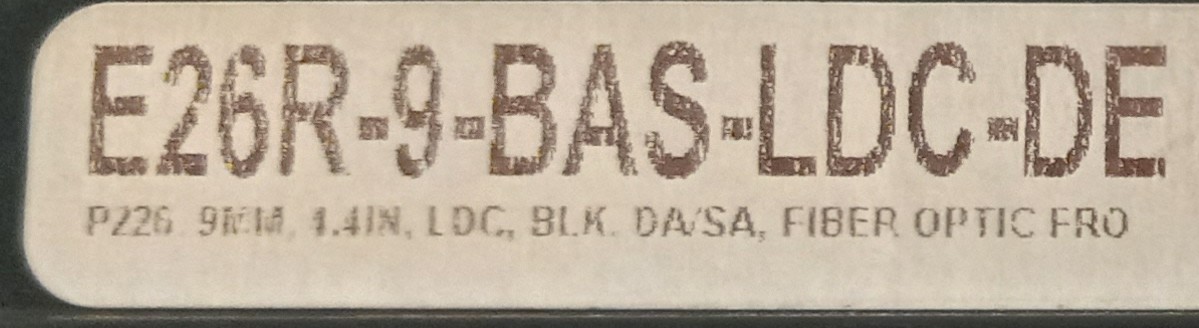 E26R-9-BAS-LDC-DE
P226, 9MM, 4.4IN, LDC, BLK, DA/SA, FIBER OPTIC FRO